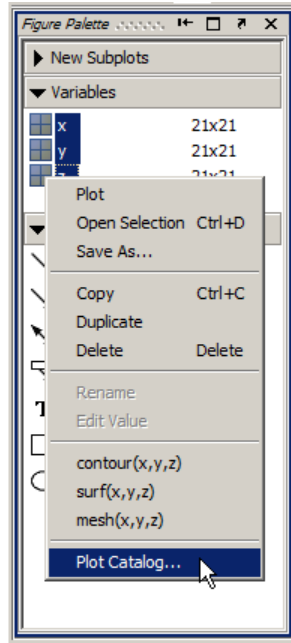 Figure Palette
New Subplots
Variables
x 21x21
y 21x21
z 21x21
Plot
Open Selection Ctrl+D
Save As...
Copy Ctrl+C
Duplicate
Delete Delete
Rename
Edit Value
contour(x,y,z)
surf(x,y,z)
mesh(x,y,z)
Plot Catalog...
T